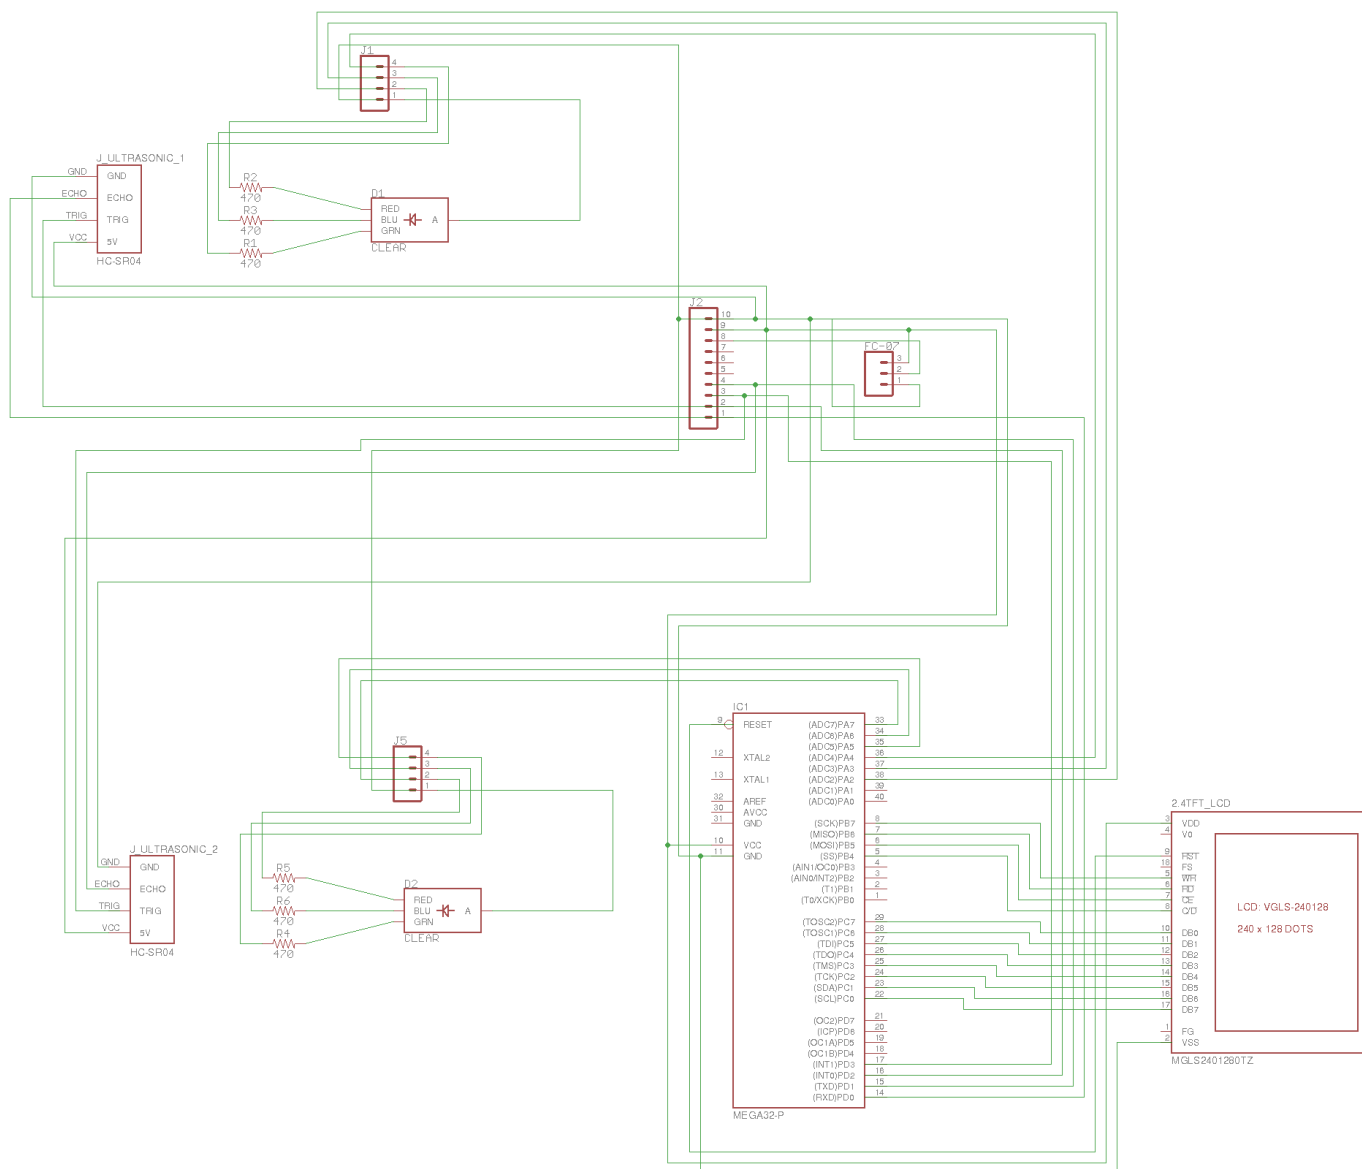 J1
4
3
2
1
J_ULTRASONIC_1
GND GND
ECHO ECHO
TRIG TRIG
VCC 5V
HC-SR04
R2
470
R3
470
R1
470
D1
RED
BLU A
GRN
CLEAR
J2
10
9
8
7
6
5
4
3
2
1
FC-07
3
2
1
J5
4
3
2
1
J_ULTRASONIC_2
GND GND
ECHO ECHO
TRIG TRIG
VCC 5V
HC-SR04
R5
470
R6
470
R4
470
D2
RED
BLU A
GRN
CLEAR
IC1
9 RESET (ADC7)PA7 33
(ADC6)PA6 34
(ADC5)PA5 35
12 XTAL2 (ADC4)PA4 36
(ADC3)PA3 37
13 XTAL1 (ADC2)PA2 38
(ADC1)PA1 39
32 AREF (ADC0)PA0 40
30 AVCC
31 GND (SCK)PB7 8
(MISO)PB6 7
10 VCC (MOSI)PB5 6
11 GND (SS)PB4 5
(AIN1/OC0)PB3 4
(AIN0/INT2)PB2 3
(T1)PB1 2
(T0/XCK)PB0 1
(TOSC2)PC7 29
(TOSC1)PC6 28
(TDI)PC5 27
(TDO)PC4 26
(TMS)PC3 25
(TCK)PC2 24
(SDA)PC1 23
(SCL)PC0 22
(OC2)PD7 21
(ICP)PD6 20
(OC1A)PD5 19
(OC1B)PD4 18
(INT1)PD3 17
(INT0)PD2 16
(TXD)PD1 15
(RXD)PD0 14
MEGA32-P
2.4TFT_LCD
3 VDD
4 V0
9 RST
18 FS
5 WR
6 RD
7 CE
8 C/D
10 DB0
11 DB1
12 DB2
13 DB3
14 DB4
15 DB5
16 DB6
17 DB7
1 FG
2 VSS
LCD: VGLS-240128
240 x 128 DOTS
MGLS240128OTZ